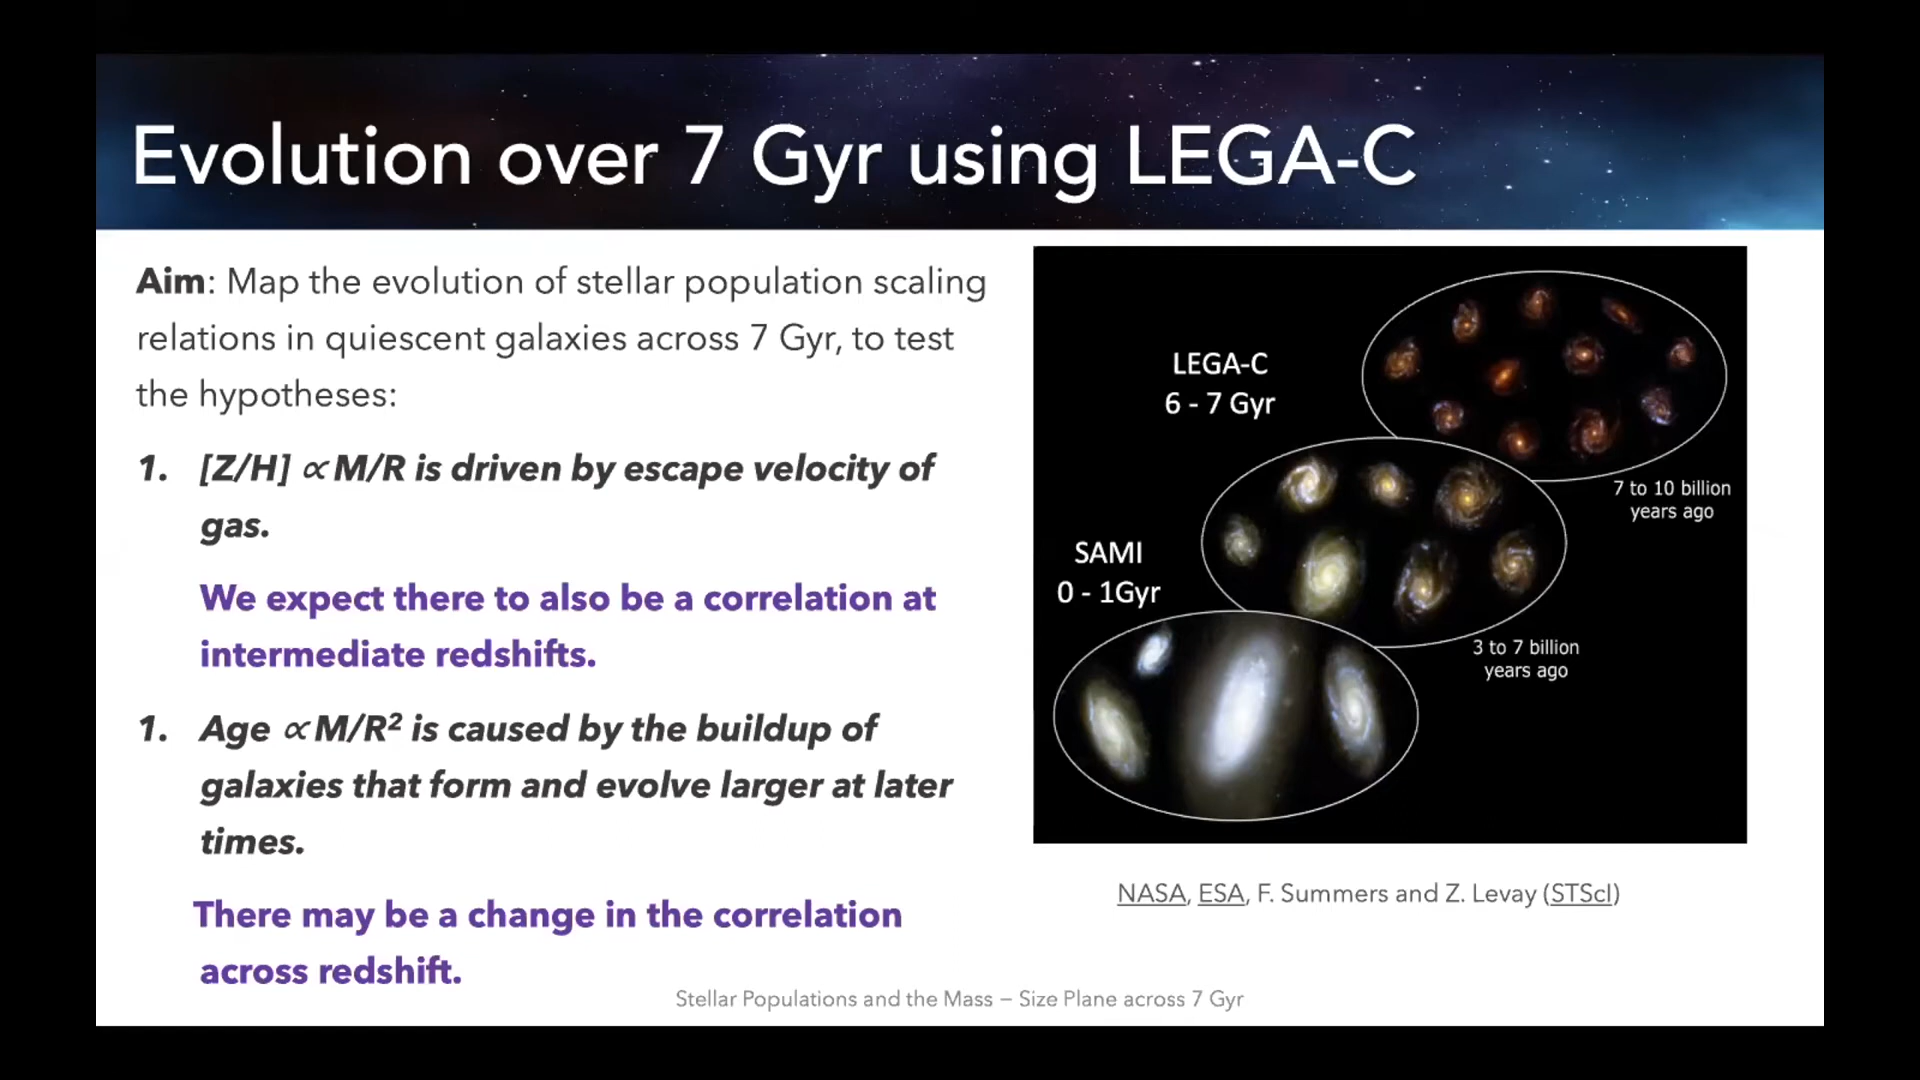 Evolution over 7 Gyr using LEGA-C
Aim: Map the evolution of stellar population scaling
relations in quiescent galaxies across 7 Gyr, to test
the hypotheses:
1. [Z/H] ∝ M/R is driven by escape velocity of
gas.
We expect there to also be a correlation at
intermediate redshifts.
1. Age ∝ M/R² is caused by the buildup of
galaxies that form and evolve larger at later
times.
There may be a change in the correlation
across redshift.
LEGA-C
6 - 7 Gyr
7 to 10 billion
years ago
SAMI
0 - 1Gyr
3 to 7 billion
years ago
NASA, ESA, F. Summers and Z. Levay (STScI)
Stellar Populations and the Mass – Size Plane across 7 Gyr